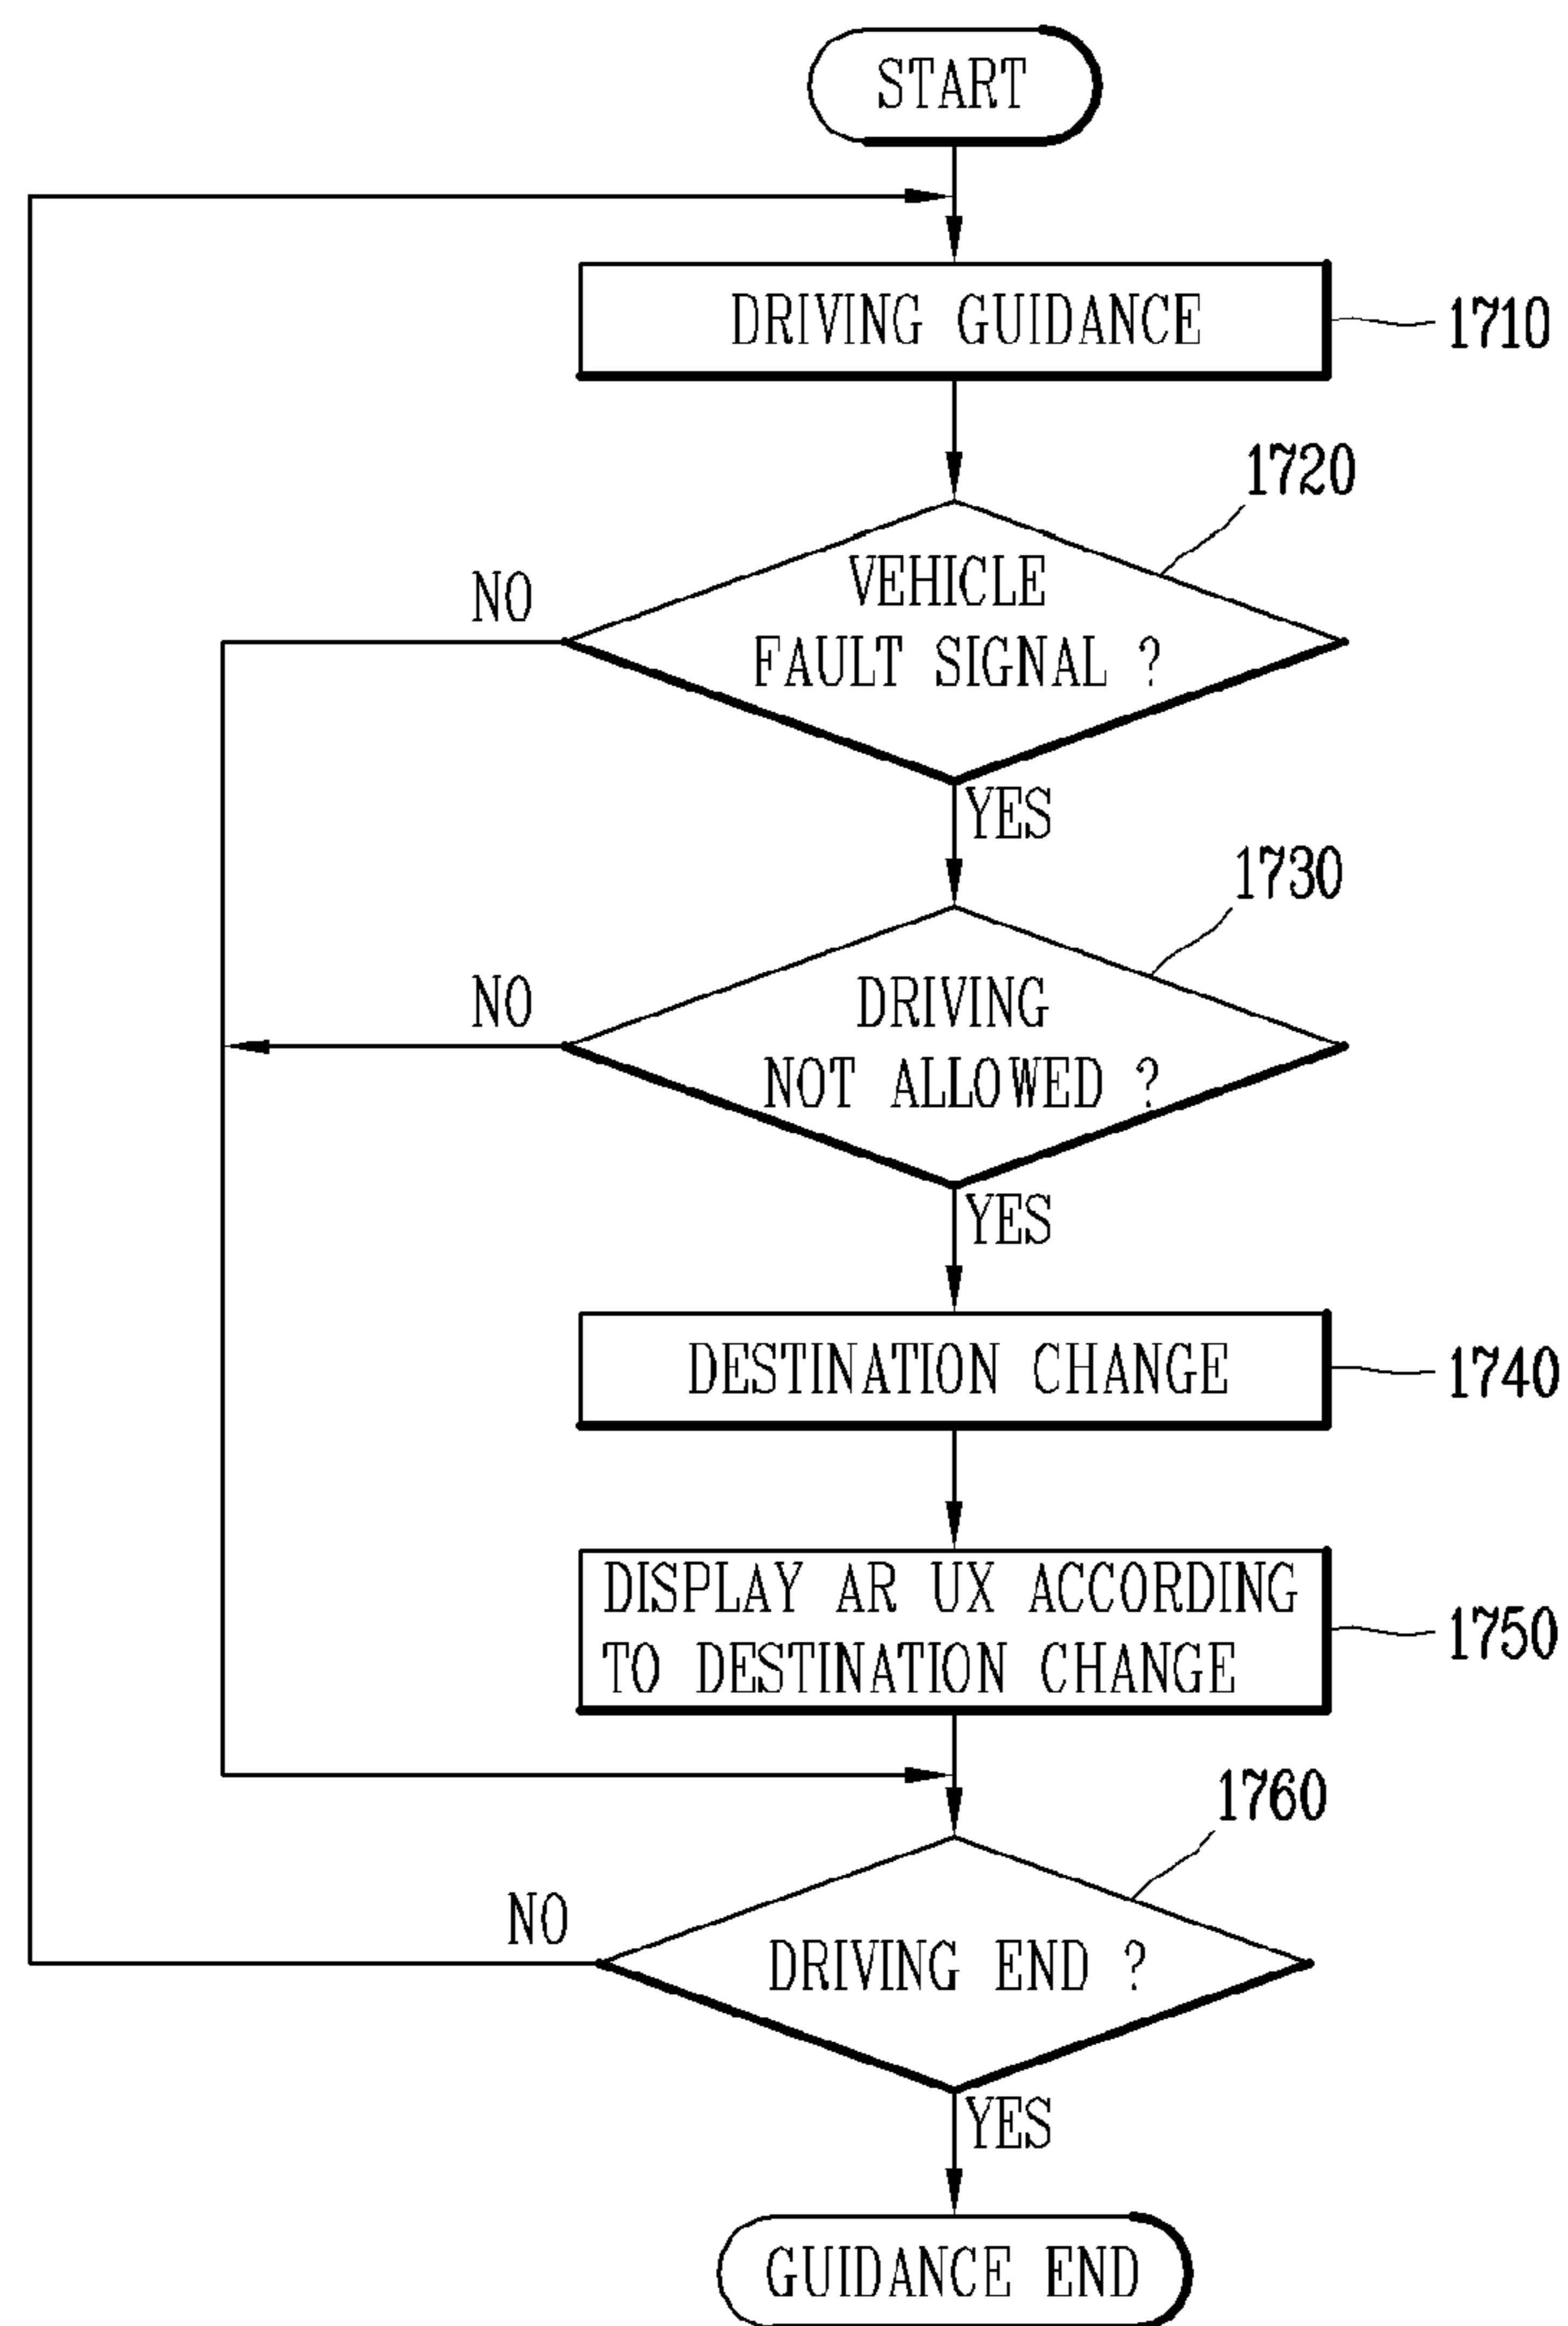 START
DRIVING GUIDANCE
1710
1720
VEHICLE
FAULT SIGNAL ?
NO
YES
1730
DRIVING
NOT ALLOWED ?
NO
YES
DESTINATION CHANGE
1740
DISPLAY AR UX ACCORDING
TO DESTINATION CHANGE
1750
1760
NO
DRIVING END ?
YES
GUIDANCE END